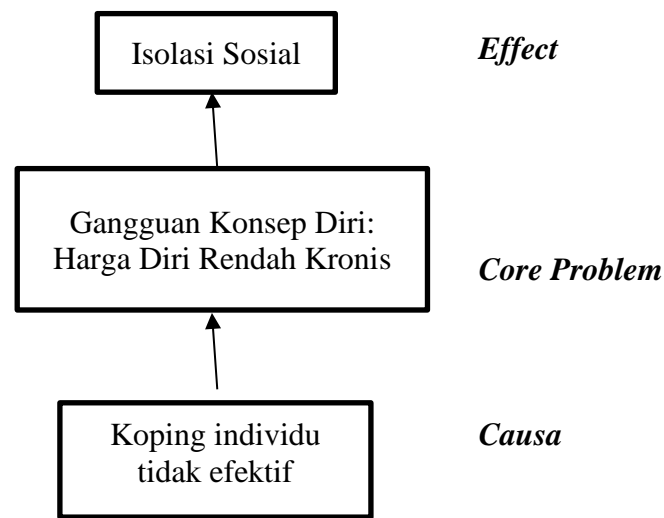 Isolasi Sosial
Effect
Gangguan Konsep Diri:
Harga Diri Rendah Kronis
Core Problem
Koping individu
tidak efektif
Causa